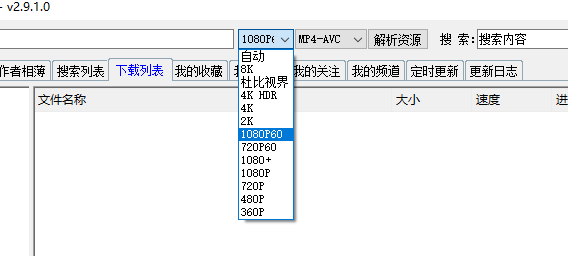 - v2.9.1.0
1080P6 MP4-AVC 解析资源 搜 索: 搜索内容
作者相薄 搜索列表 下载列表 我的收藏 我的关注 我的频道 定时更新 更新日志
文件名称 大小 速度 进
自动
8K
杜比视界
4K HDR
4K
2K
1080P60
720P60
1080+
1080P
720P
480P
360P